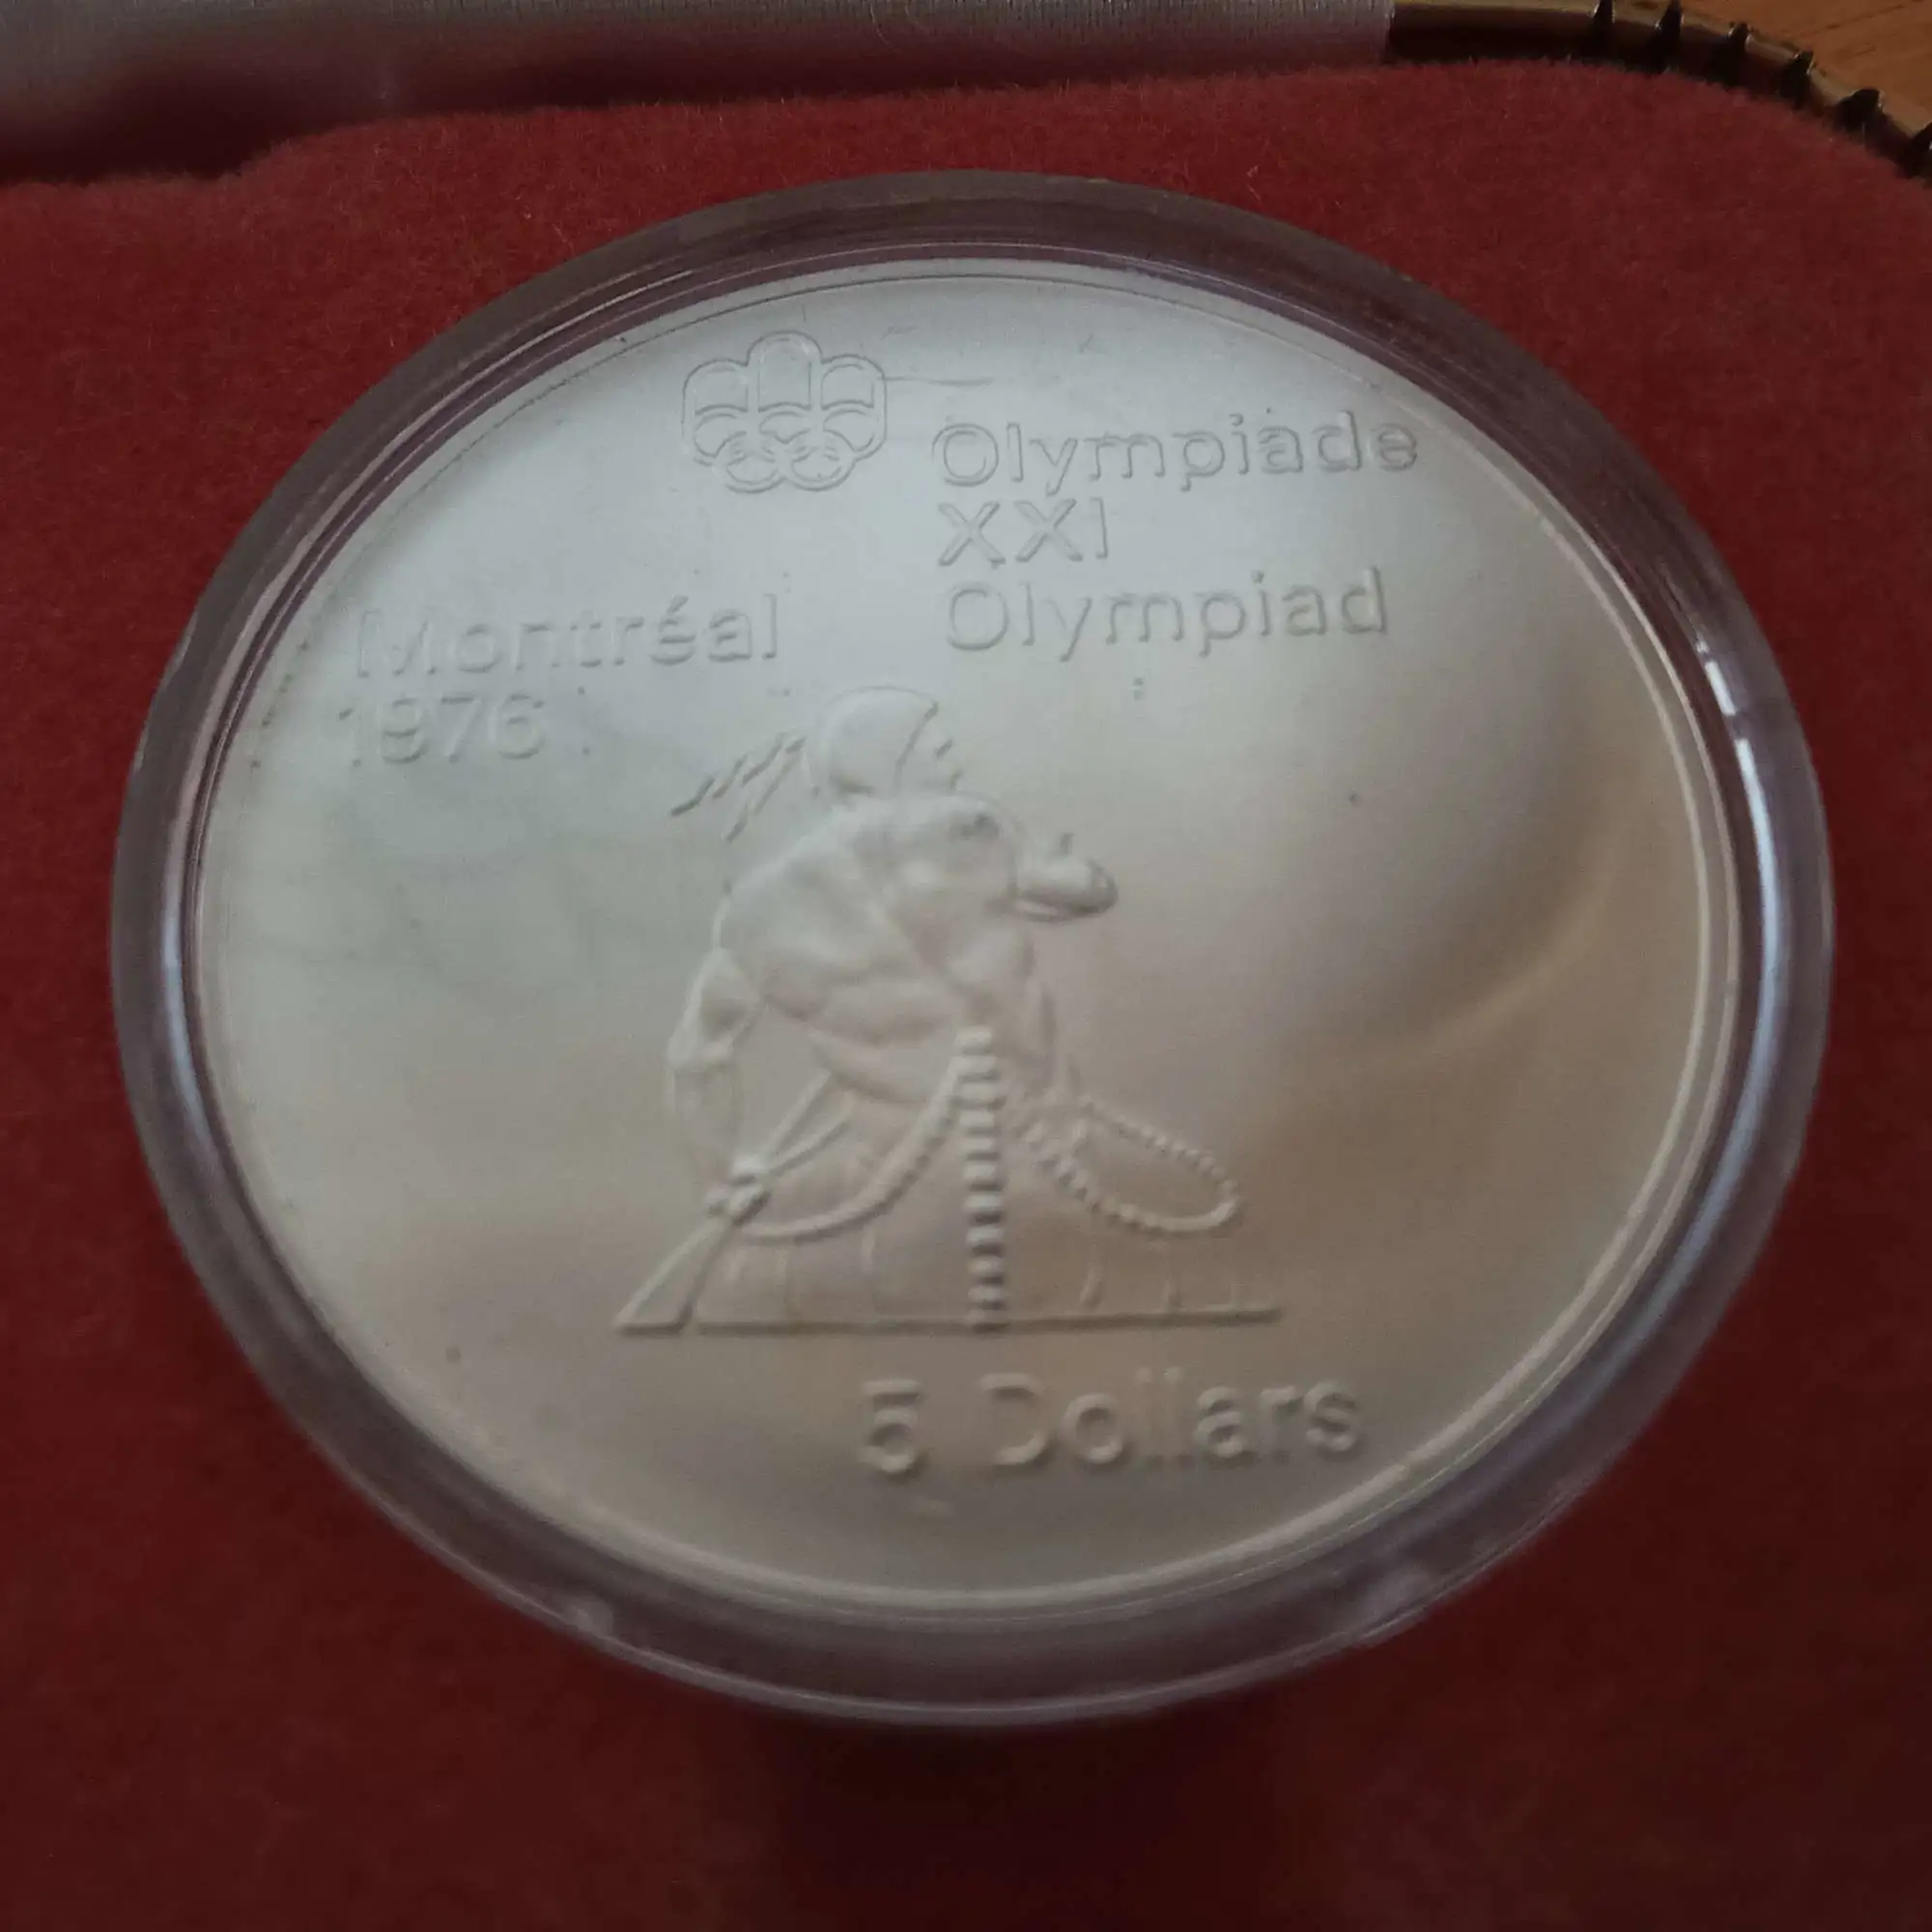 Olympiade
XXI
Olympiad
Montréal
1976
5 Dollars